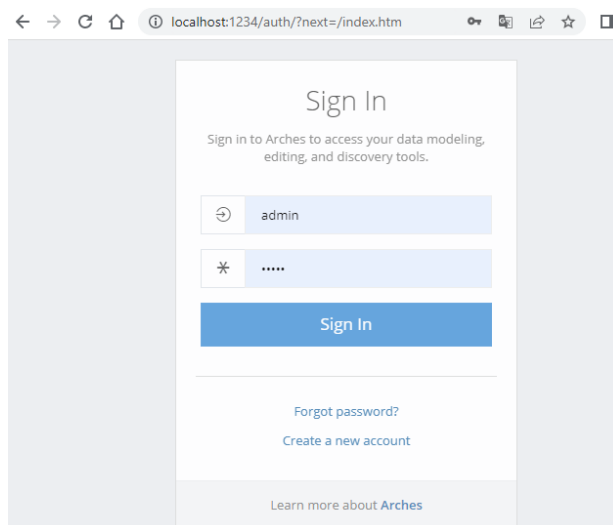 localhost:1234/auth/?next=/index.htm
Sign In
Sign in to Arches to access your data modeling,
editing, and discovery tools.
admin
•••••
Sign In
Forgot password?
Create a new account
Learn more about Arches